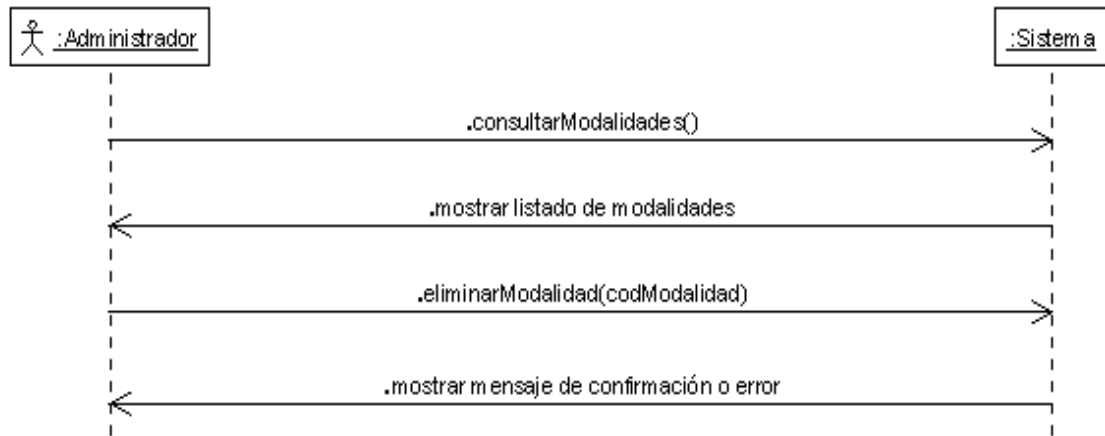 :Administrador
:Sistema
.consultarModalidades()
.mostrar listado de modalidades
.eliminarModalidad(codModalidad)
.mostrar mensaje de confirmación o error